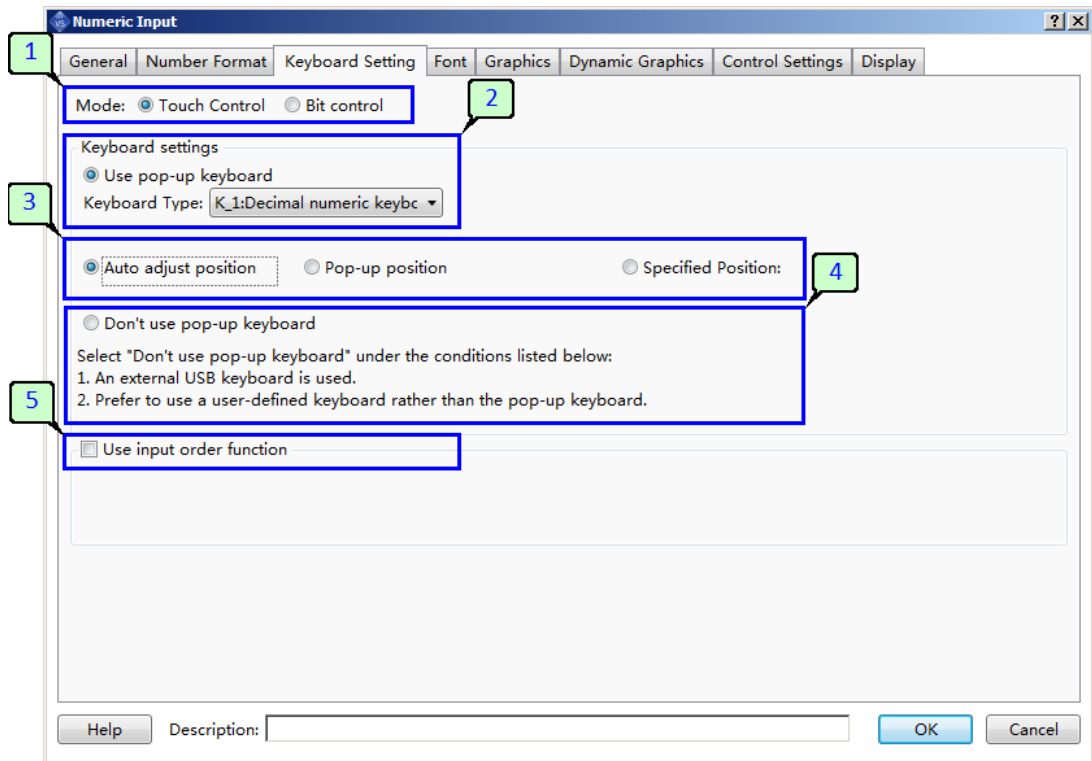 VS Numeric Input
1
General Number Format Keyboard Setting Font Graphics Dynamic Graphics Control Settings Display
Mode: Touch Control Bit control
2
Keyboard settings
Use pop-up keyboard
3
Keyboard Type: K_1:Decimal numeric keybc
Auto adjust position Pop-up position Specified Position:
4
Don't use pop-up keyboard
Select "Don't use pop-up keyboard" under the conditions listed below:
1. An external USB keyboard is used.
5
2. Prefer to use a user-defined keyboard rather than the pop-up keyboard.
Use input order function
Help Description: OK Cancel